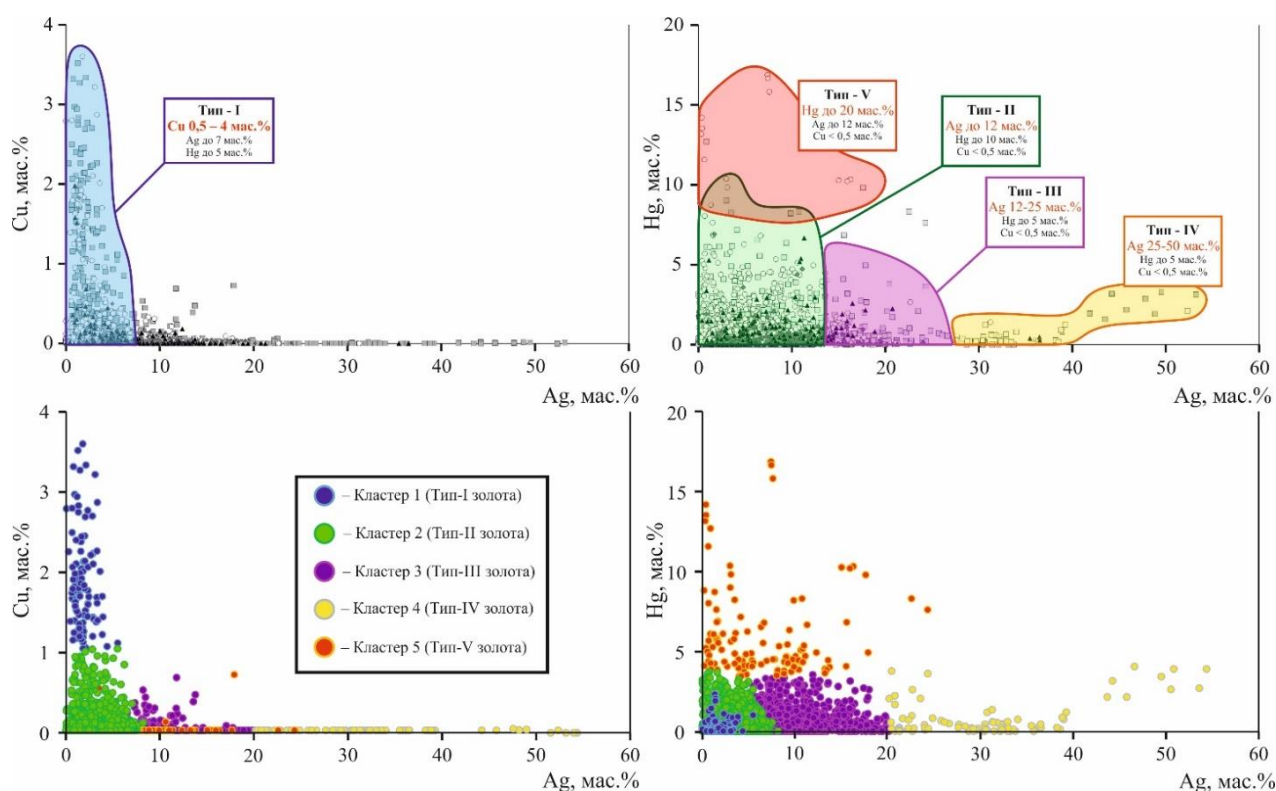 4
3
2
1
0
Cu, мас.%
0
10
20
30
40
50
60
Ag, мас.%
Тип - I
Cu 0,5 – 4 мас.%
Ag до 7 мас.%
Hg до 5 мас.%
20
15
10
5
0
Hg, мас.%
0
10
20
30
40
50
60
Ag, мас.%
Тип - V
Hg до 20 мас.%
Ag до 12 мас.%
Cu < 0,5 мас.%
Тип - II
Ag до 12 мас.%
Hg до 10 мас.%
Cu < 0,5 мас.%
Тип - III
Ag 12-25 мас.%
Hg до 5 мас.%
Cu < 0,5 мас.%
Тип - IV
Ag 25-50 мас.%
Hg до 5 мас.%
Cu < 0,5 мас.%
4
3
2
1
0
Cu, мас.%
0
10
20
30
40
50
60
Ag, мас.%
– Кластер 1 (Тип-I золота)
– Кластер 2 (Тип-II золота)
– Кластер 3 (Тип-III золота)
– Кластер 4 (Тип-IV золота)
– Кластер 5 (Тип-V золота)
20
15
10
5
0
Hg, мас.%
0
10
20
30
40
50
60
Ag, мас.%